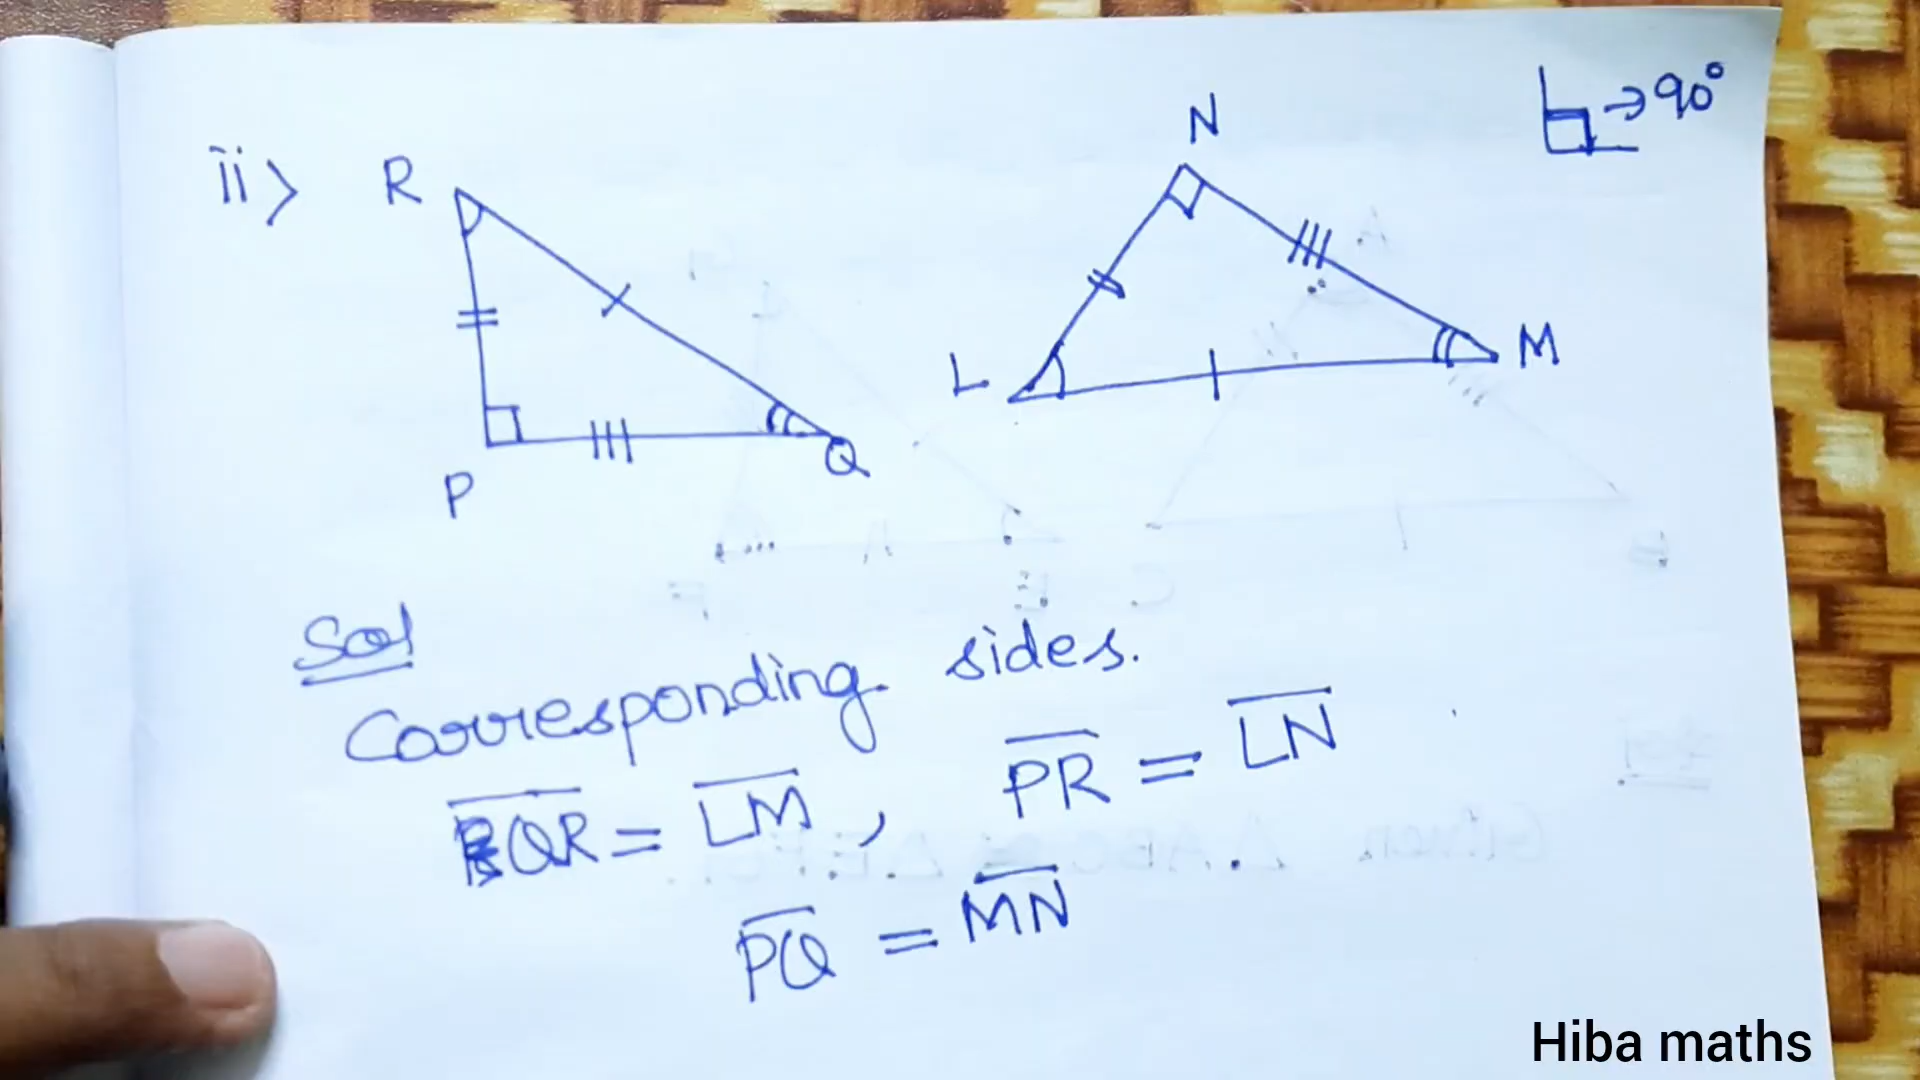 ii> R
N
→90°
L
M
P
Q
Sol
Corresponding sides.
QR = LM, PR = LN
PQ = MN
Hiba maths